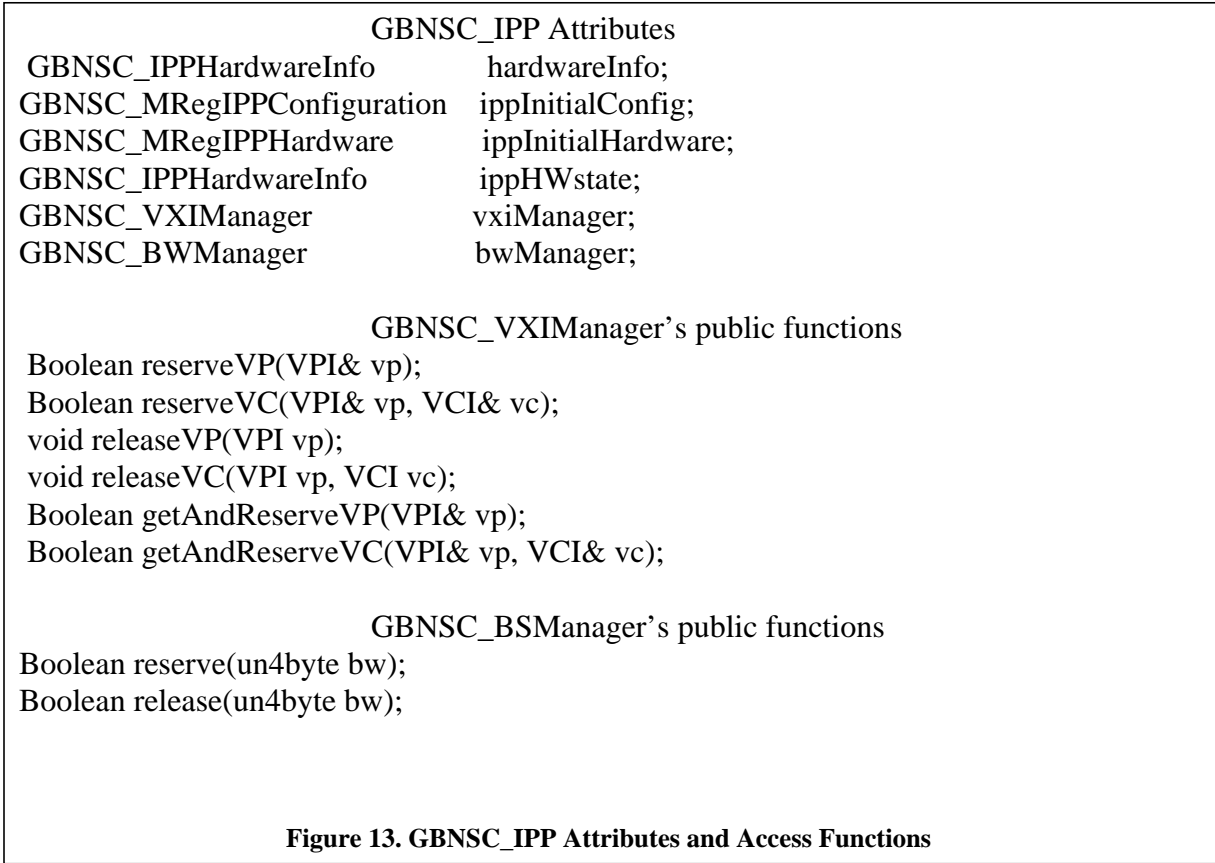 GBNSC_IPP Attributes
GBNSC_IPPHardwareInfo hardwareInfo;
GBNSC_MRegIPPConfiguration ippInitialConfig;
GBNSC_MRegIPPHardware ippInitialHardware;
GBNSC_IPPHardwareInfo ippHWstate;
GBNSC_VXIManager vxiManager;
GBNSC_BWManager bwManager;
GBNSC_VXIManager’s public functions
Boolean reserveVP(VPI& vp);
Boolean reserveVC(VPI& vp, VCI& vc);
void releaseVP(VPI vp);
void releaseVC(VPI vp, VCI vc);
Boolean getAndReserveVP(VPI& vp);
Boolean getAndReserveVC(VPI& vp, VCI& vc);
GBNSC_BSManager’s public functions
Boolean reserve(un4byte bw);
Boolean release(un4byte bw);
Figure 13. GBNSC_IPP Attributes and Access Functions